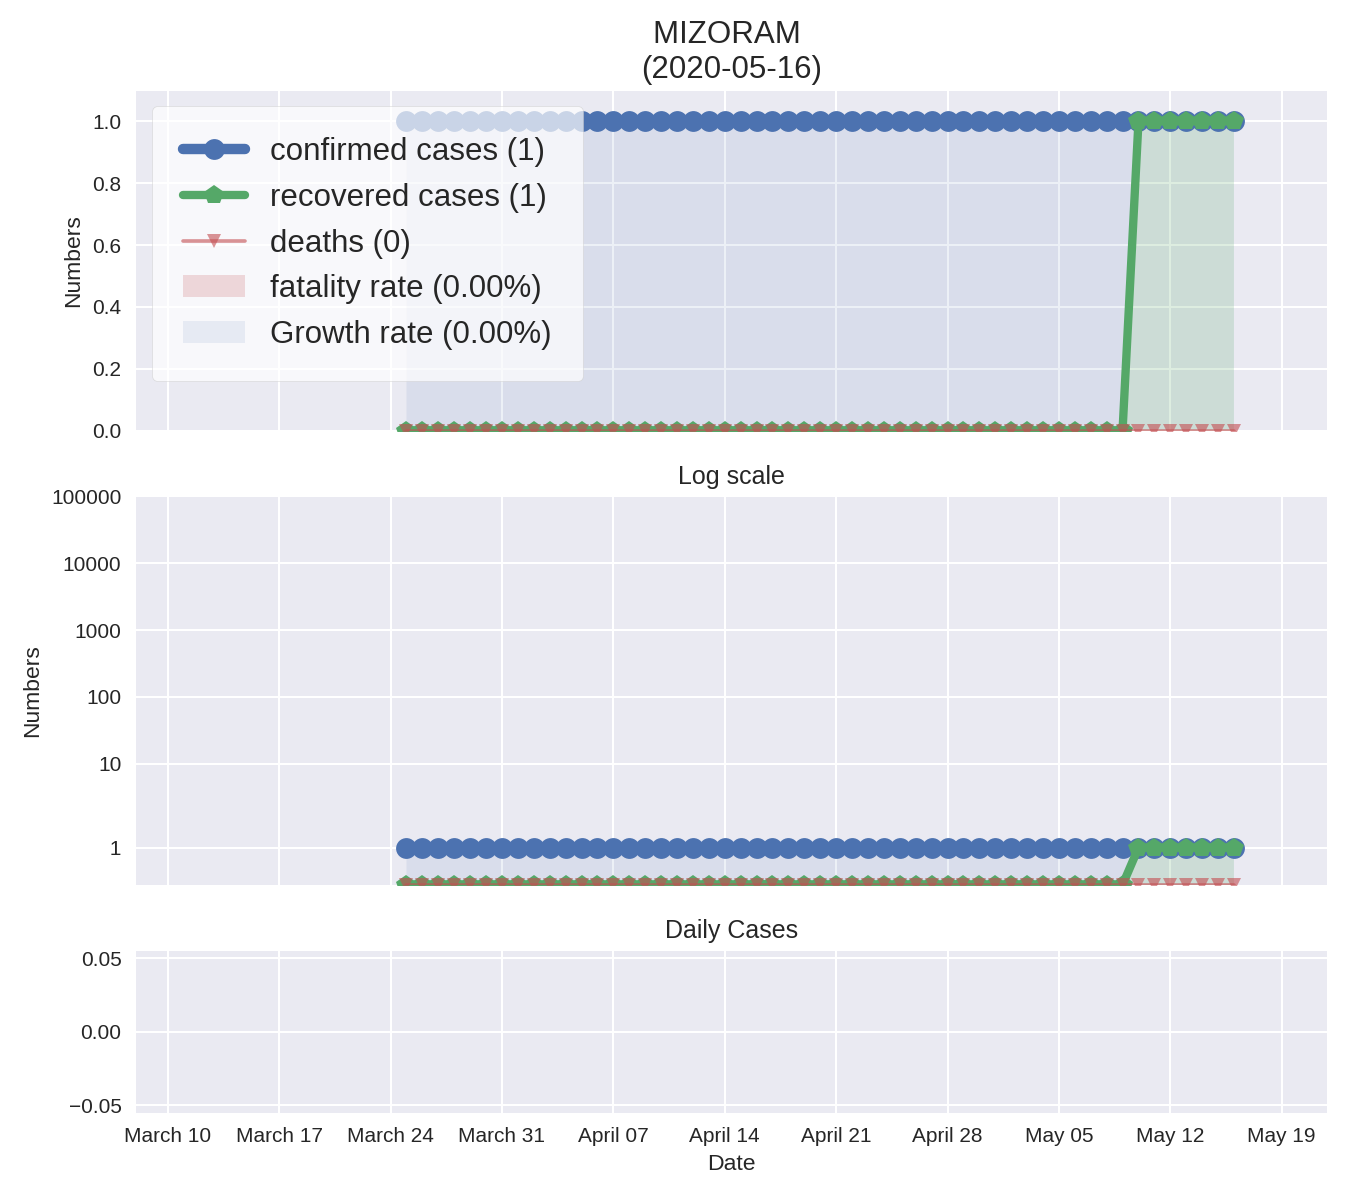 MIZORAM
(2020-05-16)
1.0
0.8
0.6
0.4
0.2
0.0
Numbers
confirmed cases (1)
recovered cases (1)
deaths (0)
fatality rate (0.00%)
Growth rate (0.00%)
Log scale
100000
10000
1000
100
10
1
Numbers
Daily Cases
0.05
0.00
−0.05
March 10 March 17 March 24 March 31 April 07 April 14 April 21 April 28 May 05 May 12 May 19
Date